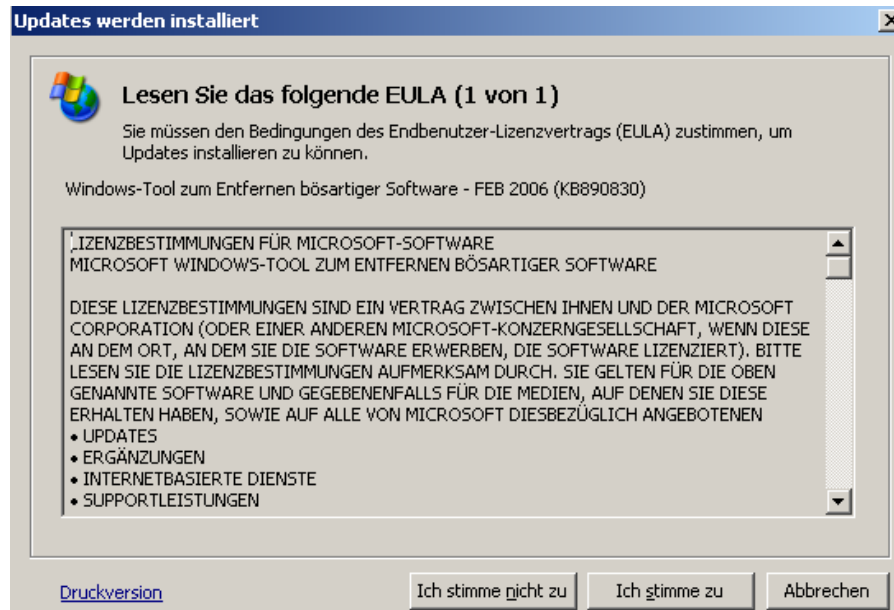 Updates werden installiert
Lesen Sie das folgende EULA (1 von 1)
Sie müssen den Bedingungen des Endbenutzer-Lizenzvertrags (EULA) zustimmen, um
Updates installieren zu können.
Windows-Tool zum Entfernen bösartiger Software - FEB 2006 (KB890830)
LIZENZBESTIMMUNGEN FÜR MICROSOFT-SOFTWARE
MICROSOFT WINDOWS-TOOL ZUM ENTFERNEN BÖSARTIGER SOFTWARE
DIESE LIZENZBESTIMMUNGEN SIND EIN VERTRAG ZWISCHEN IHNEN UND DER MICROSOFT
CORPORATION (ODER EINER ANDEREN MICROSOFT-KONZERNGESELLSCHAFT, WENN DIESE
AN DEM ORT, AN DEM SIE DIE SOFTWARE ERWERBEN, DIE SOFTWARE LIZENZIERT). BITTE
LESEN SIE DIE LIZENZBESTIMMUNGEN AUFMERKSAM DURCH. SIE GELTEN FÜR DIE OBEN
GENANNTE SOFTWARE UND GEGEBENENFALLS FÜR DIE MEDIEN, AUF DENEN SIE DIESE
ERHALTEN HABEN, SOWIE AUF ALLE VON MICROSOFT DIESBEZÜGLICH ANGEBOTENEN
• UPDATES
• ERGÄNZUNGEN
• INTERNETBASIERTE DIENSTE
• SUPPORTLEISTUNGEN
Druckversion
Ich stimme nicht zu
Ich stimme zu
Abbrechen